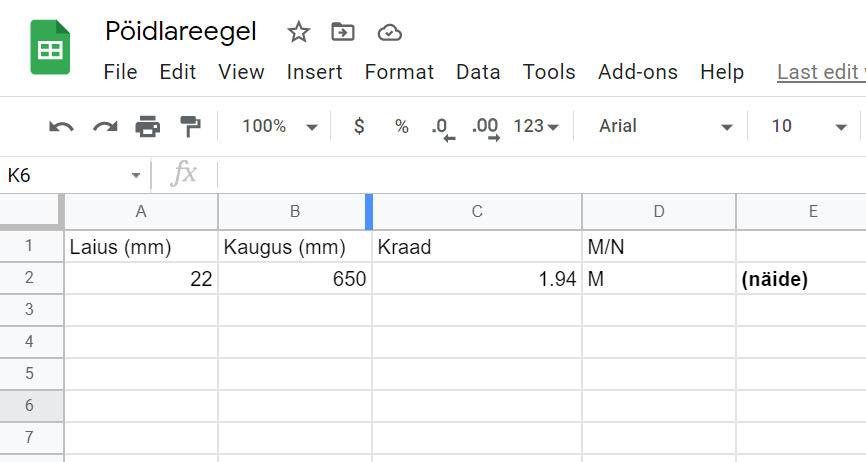 Pöidlareegel
File Edit View Insert Format Data Tools Add-ons Help Last edit
100% $ % .0 .00 123 Arial 10
K6 fx
A B C D E
1 Laius (mm) Kaugus (mm) Kraad M/N
2 22 650 1.94 M (näide)
3
4
5
6
7